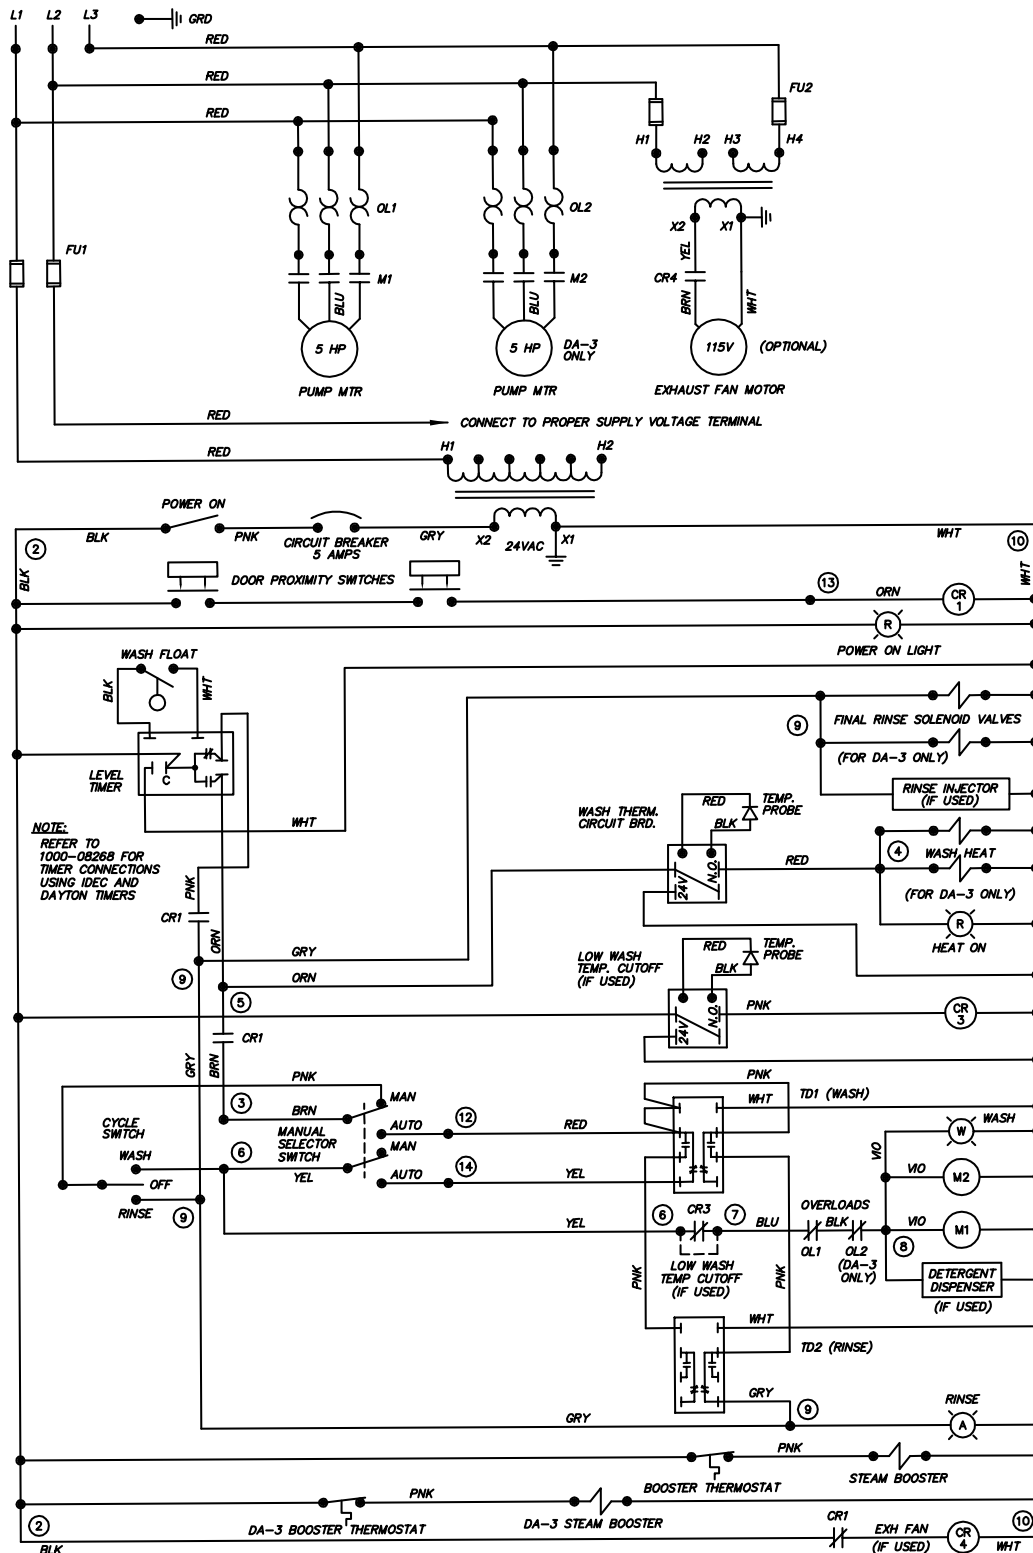 L1 L2 L3 GRD
RED
RED
FU2
RED
H1 H2 H3 H4
OL1 OL2
X2 X1
FU1
YEL
M1 M2 CR4
BLU BLU BRN WHT
5 HP 5 HP DA-3 ONLY 115V (OPTIONAL)
PUMP MTR PUMP MTR EXHAUST FAN MOTOR
RED CONNECT TO PROPER SUPPLY VOLTAGE TERMINAL
RED H1 H2
POWER ON
BLK PNK CIRCUIT BREAKER GRY X2 24VAC X1 WHT
5 AMPS
2 10
BLK DOOR PROXIMITY SWITCHES 13 ORN CR 1 WHT
R
POWER ON LIGHT
WASH FLOAT
BLK WHT
9 FINAL RINSE SOLENOID VALVES
(FOR DA-3 ONLY)
LEVEL TIMER
C
RINSE INJECTOR
(IF USED)
WHT
WASH THERM.
CIRCUIT BRD.
RED TEMP. PROBE
BLK
NOTE:
REFER TO
1000-08268 FOR
TIMER CONNECTIONS
USING IDEC AND
DAYTON TIMERS
24V N.O. RED 4 WASH HEAT
(FOR DA-3 ONLY)
PNK
CR1
ORN
R
HEAT ON
GRY
9
ORN
5
LOW WASH
TEMP. CUTOFF
(IF USED)
RED TEMP. PROBE
BLK
24V N.O. PNK CR 3
CR1
GRY BRN
PNK MAN PNK
TD1 (WASH)
3 BRN AUTO 12 RED WHT
CYCLE
SWITCH
MANUAL
SELECTOR
SWITCH
MAN
WASH 6 YEL AUTO 14 YEL
OFF
RINSE 9
VIO W WASH
VIO M2
YEL 6 CR3 7 BLU OVERLOADS
OL1 BLK OL2
(DA-3
ONLY)
8 VIO M1
LOW WASH
TEMP CUTOFF
(IF USED)
PNK PNK
DETERGENT
DISPENSER
(IF USED)
WHT
TD2 (RINSE)
GRY
9
GRY RINSE
A
BOOSTER THERMOSTAT PNK STEAM BOOSTER
DA-3 BOOSTER THERMOSTAT PNK DA-3 STEAM BOOSTER
2 BLK CR1 EXH FAN
(IF USED)
CR 4 WHT 10